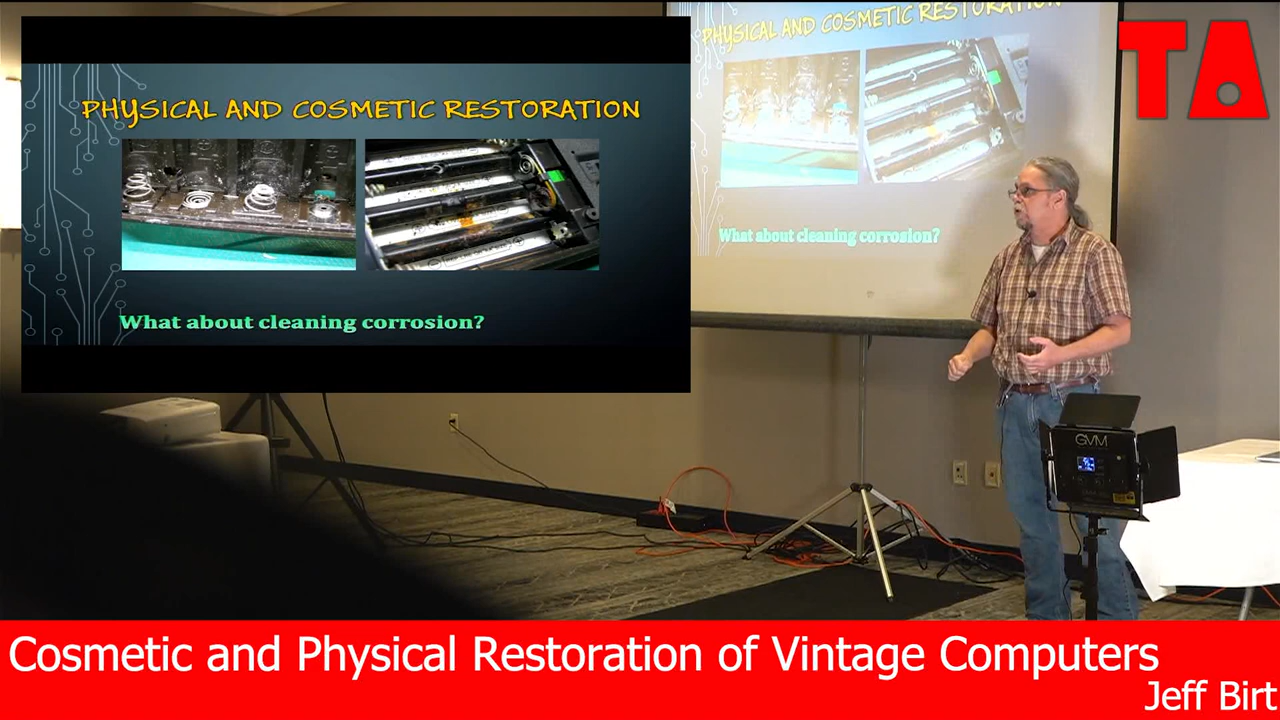 PHYSICAL AND COSMETIC RESTORATION
What about cleaning corrosion?
PHYSICAL AND COSMETIC RESTORATION
What about cleaning corrosion?
TA
GVM
Cosmetic and Physical Restoration of Vintage Computers
Jeff Birt